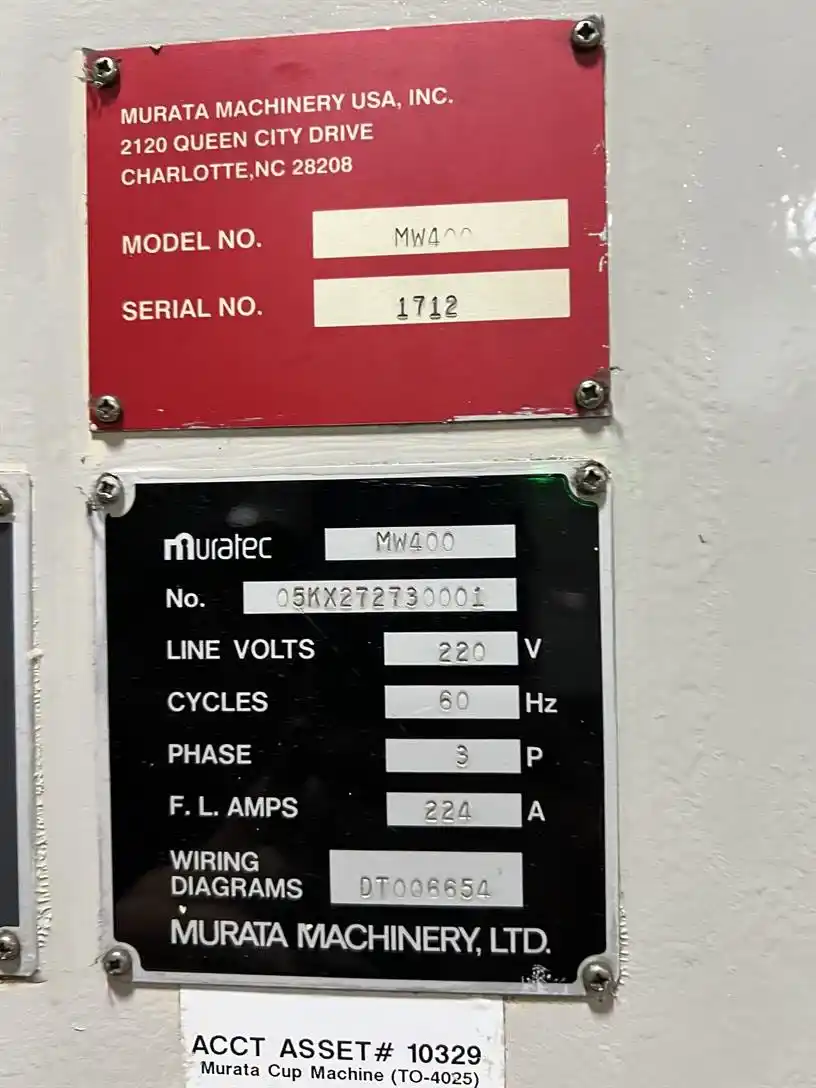 MURATA MACHINERY USA, INC.
2120 QUEEN CITY DRIVE
CHARLOTTE,NC 28208
MODEL NO. MW400
SERIAL NO. 1712
muratec MW400
No. 05KX272730001
LINE VOLTS 220 V
CYCLES 60 Hz
PHASE 3 P
F. L. AMPS 224 A
WIRING
DIAGRAMS DT006654
MURATA MACHINERY, LTD.
ACCT ASSET# 10329
Murata Cup Machine (TO-4025)